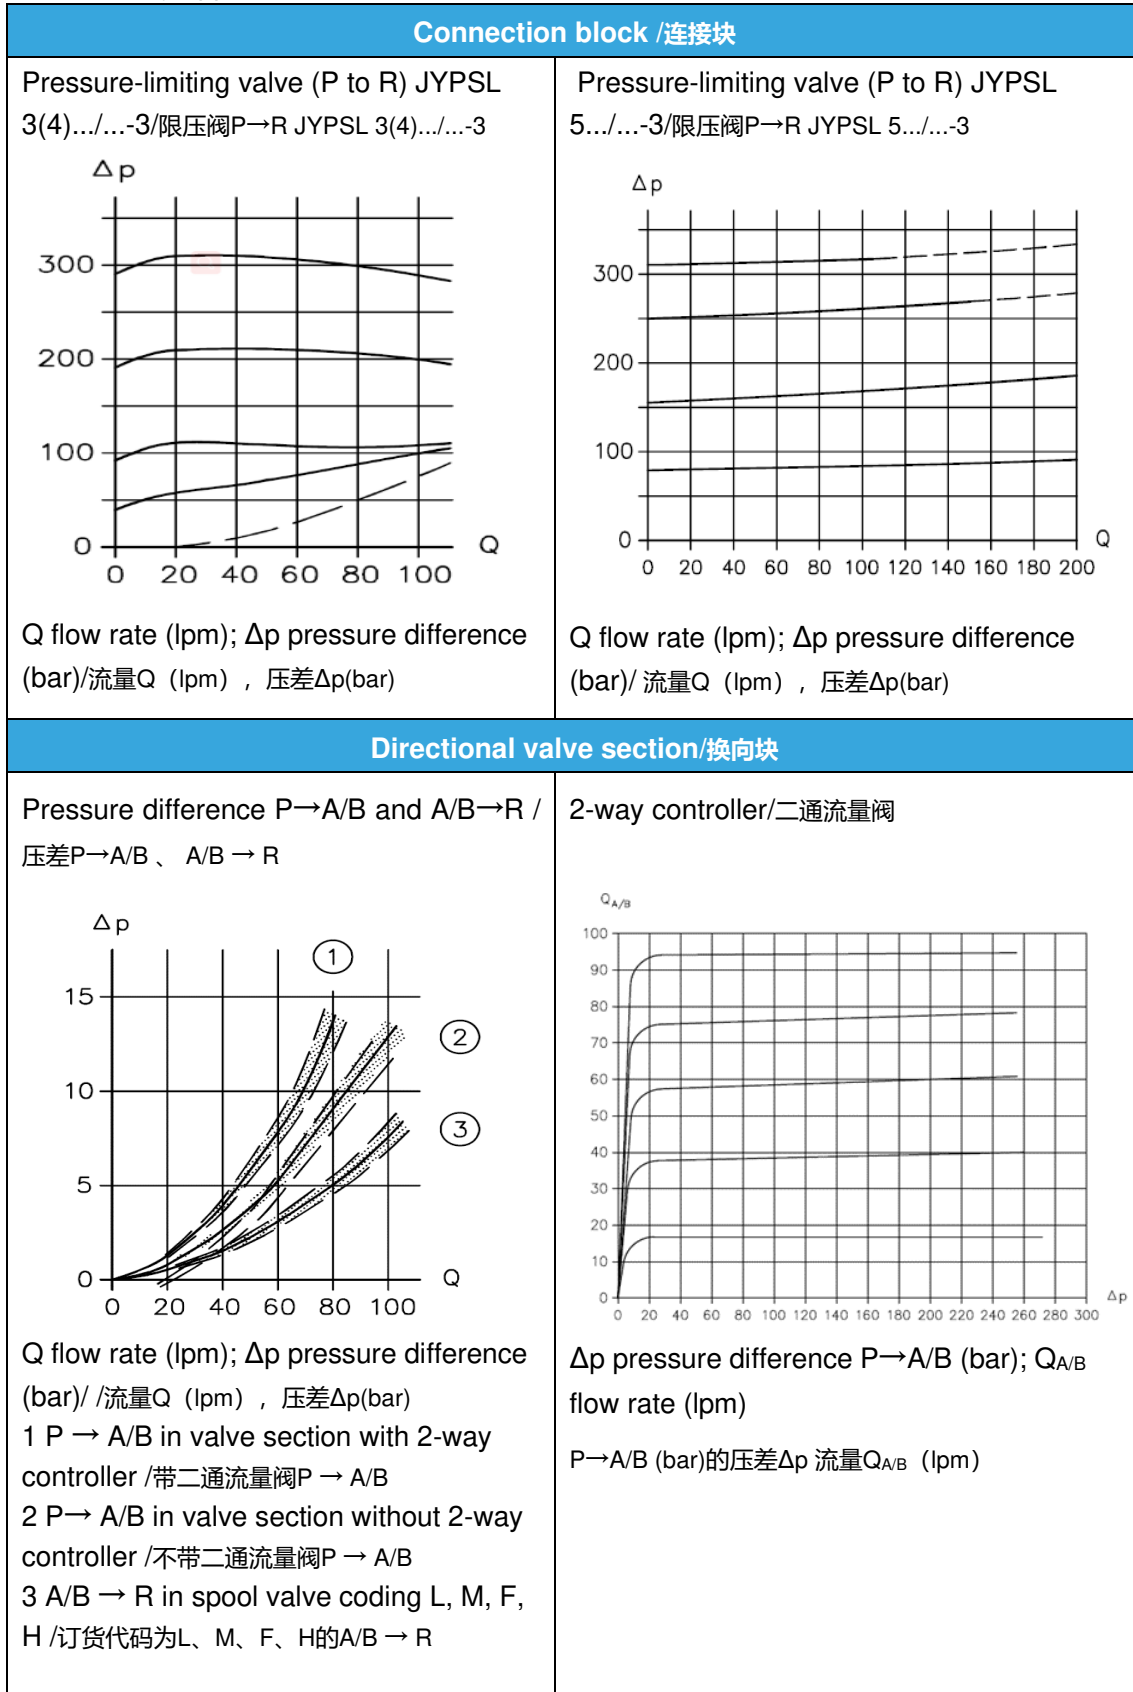 Connection block /连接块
Pressure-limiting valve (P to R) JYPSL
3(4).../...-3/限压阀P→R JYPSL 3(4).../...-3
Δp
300
200
100
0
Q
0 20 40 60 80 100
Q flow rate (lpm); Δp pressure difference
(bar)/流量Q（lpm），压差Δp(bar)
Pressure-limiting valve (P to R) JYPSL
5.../...-3/限压阀P→R JYPSL 5.../...-3
Δp
300
200
100
0
Q
0 20 40 60 80 100 120 140 160 180 200
Q flow rate (lpm); Δp pressure difference
(bar)/ 流量Q（lpm），压差Δp(bar)
Directional valve section/换向块
Pressure difference P→A/B and A/B→R /
压差P→A/B 、 A/B → R
Δp
1
15
2
10
3
5
0
Q
0 20 40 60 80 100
Q flow rate (lpm); Δp pressure difference
(bar)/ /流量Q（lpm），压差Δp(bar)
1 P → A/B in valve section with 2-way
controller /带二通流量阀P → A/B
2 P→ A/B in valve section without 2-way
controller /不带二通流量阀P → A/B
3 A/B → R in spool valve coding L, M, F,
H /订货代码为L、M、F、H的A/B → R
2-way controller/二通流量阀
QA/B
100
90
80
70
60
50
40
30
20
10
0
Δp
0 20 40 60 80 100 120 140 160 180 200 220 240 260 280 300
Δp pressure difference P→A/B (bar); QA/B
flow rate (lpm)
P→A/B (bar)的压差Δp 流量QA/B（lpm）